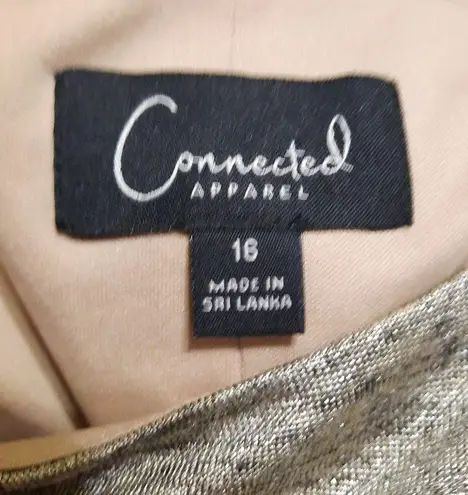 Connected
APPAREL
16
MADE IN
SRI LANKA